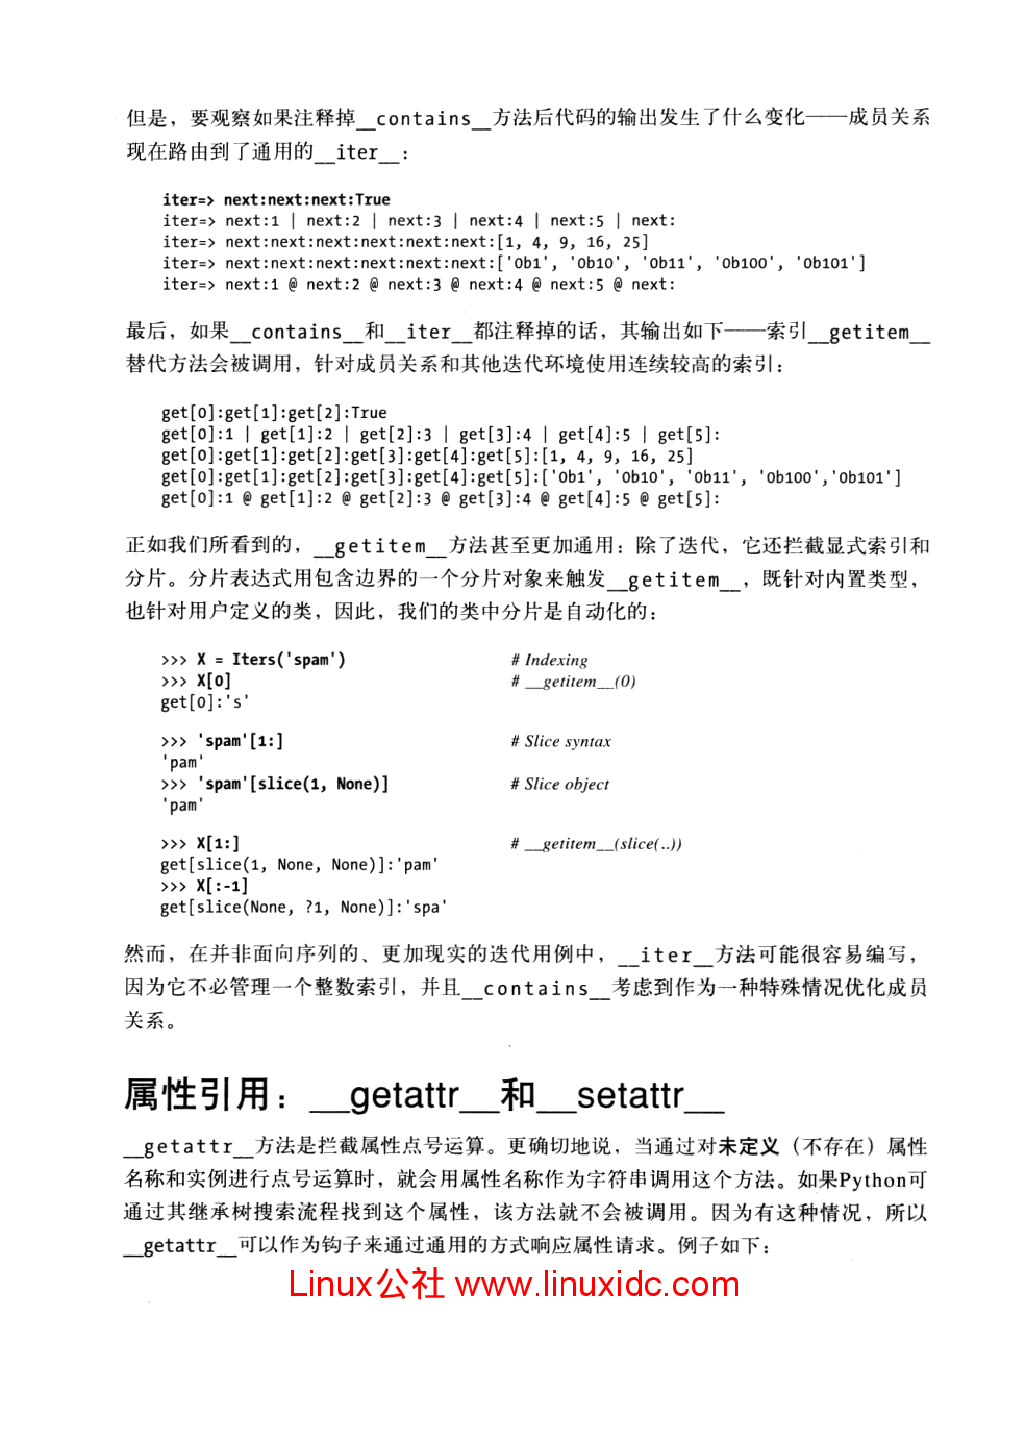 但是，要观察如果注释掉__contains__方法后代码的输出发生了什么变化——成员关系
现在路由到了通用的__iter__：
iter=> next:next:next:True
iter=> next:1 | next:2 | next:3 | next:4 | next:5 | next:
iter=> next:next:next:next:next:next:[1, 4, 9, 16, 25]
iter=> next:next:next:next:next:next:['0b1', '0b10', '0b11', '0b100', '0b101']
iter=> next:1 @ next:2 @ next:3 @ next:4 @ next:5 @ next:
最后，如果__contains__和__iter__都注释掉的话，其输出如下——索引__getitem__
替代方法会被调用，针对成员关系和其他迭代环境使用连续较高的索引：
get[0]:get[1]:get[2]:True
get[0]:1 | get[1]:2 | get[2]:3 | get[3]:4 | get[4]:5 | get[5]:
get[0]:get[1]:get[2]:get[3]:get[4]:get[5]:[1, 4, 9, 16, 25]
get[0]:get[1]:get[2]:get[3]:get[4]:get[5]:['0b1', '0b10', '0b11', '0b100','0b101']
get[0]:1 @ get[1]:2 @ get[2]:3 @ get[3]:4 @ get[4]:5 @ get[5]:
正如我们所看到的，__getitem__方法甚至更加通用：除了迭代，它还拦截显式索引和
分片。分片表达式用包含边界的一个分片对象来触发__getitem__，既针对内置类型，
也针对用户定义的类，因此，我们的类中分片是自动化的：
>>> X = Iters('spam') # Indexing
>>> X[0] # __getitem__(0)
get[0]:'s'
>>> 'spam'[1:] # Slice syntax
'pam'
>>> 'spam'[slice(1, None)] # Slice object
'pam'
>>> X[1:] # __getitem__(slice(..))
get[slice(1, None, None)]:'pam'
>>> X[:-1]
get[slice(None, ?1, None)]:'spa'
然而，在并非面向序列的、更加现实的迭代用例中，__iter__方法可能很容易编写，
因为它不必管理一个整数索引，并且__contains__考虑到作为一种特殊情况优化成员
关系。
属性引用：__getattr__和__setattr__
__getattr__方法是拦截属性点号运算。更确切地说，当通过对未定义（不存在）属性
名称和实例进行点号运算时，就会用属性名称作为字符串调用这个方法。如果Python可
通过其继承树搜索流程找到这个属性，该方法就不会被调用。因为有这种情况，所以
__getattr__可以作为钩子来通过通用的方式响应属性请求。例子如下：
Linux公社 www.linuxidc.com